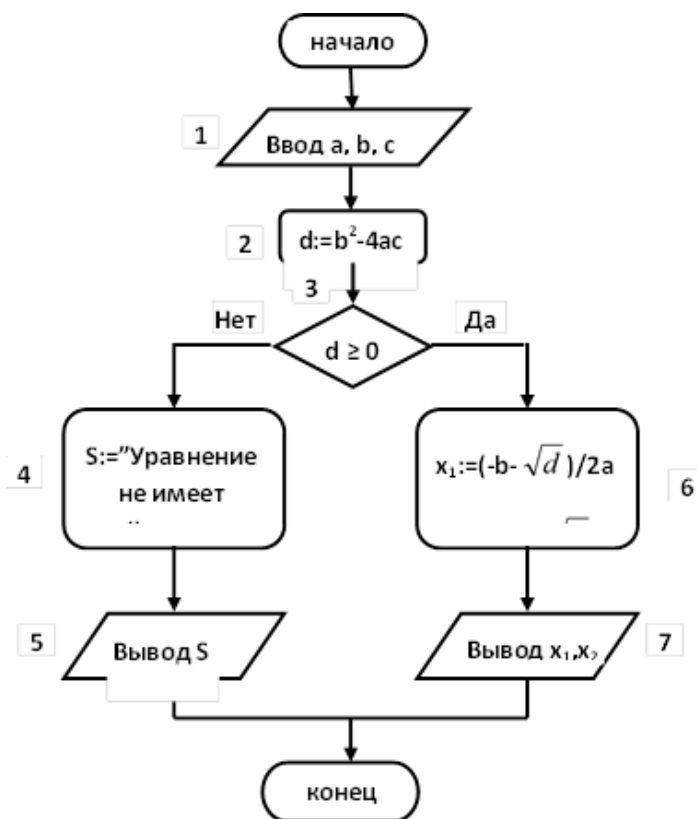 начало
1
Ввод a, b, c
2
d:=b²-4ac
3
Нет
Да
d ≥ 0
4
S:=”Уравнение
не имеет
x₁:=(-b-√d)/2a
6
5
Вывод S
Вывод x₁,x₂
7
конец